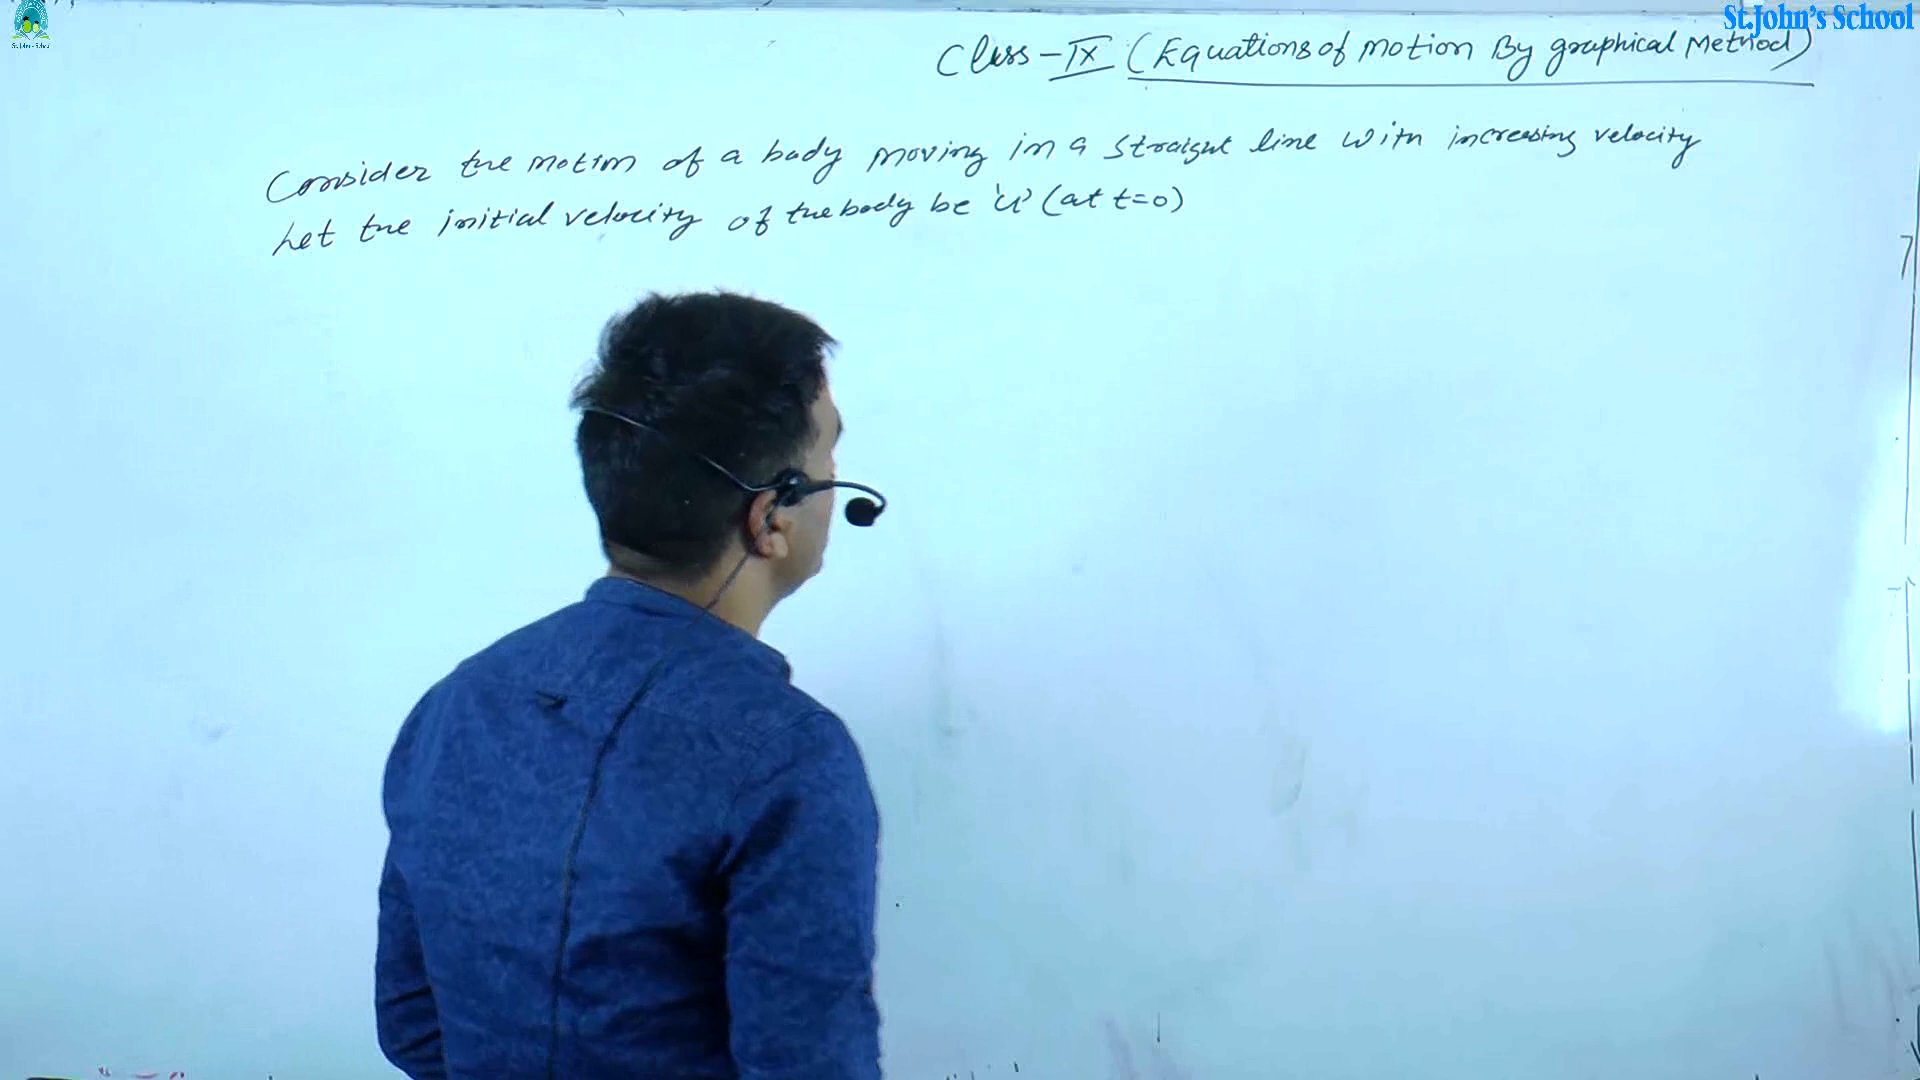 St.John's School
Class-IX (Equations of motion By graphical Method)
Consider the motion of a body moving in a straight line with increasing velocity
Let the initial velocity of the body be 'u' (at t=0)